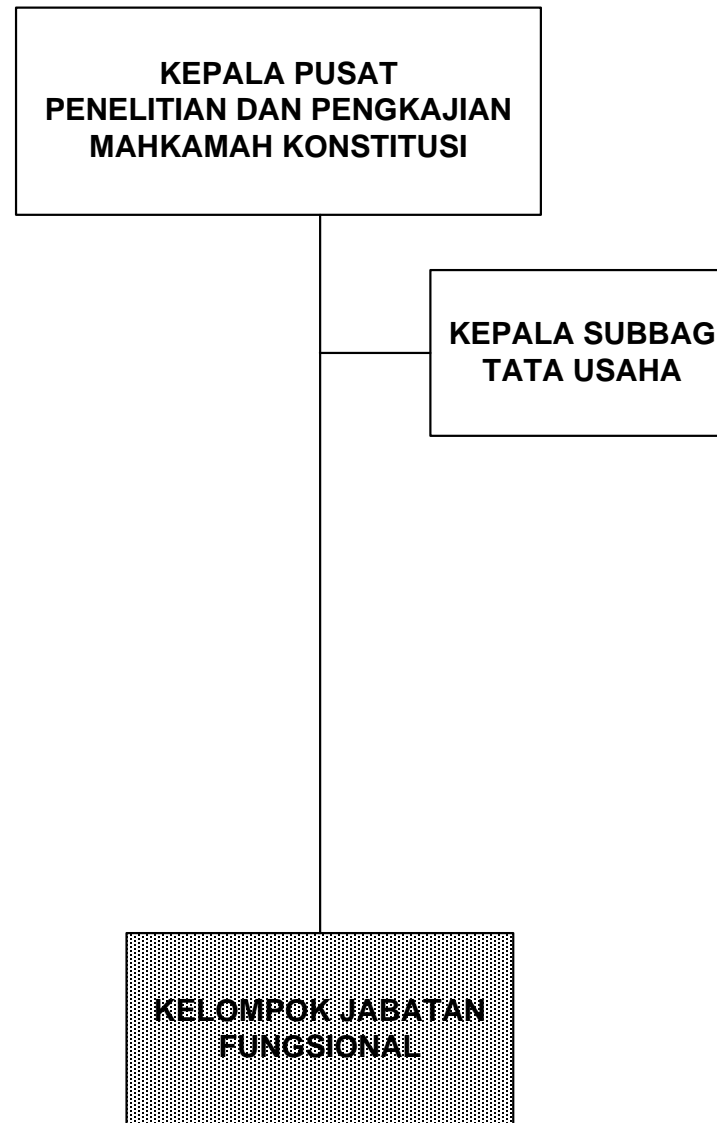 KEPALA PUSAT
PENELITIAN DAN PENGKAJIAN
MAHKAMAH KONSTITUSI
KEPALA SUBBAG
TATA USAHA
KELOMPOK JABATAN
FUNGSIONAL